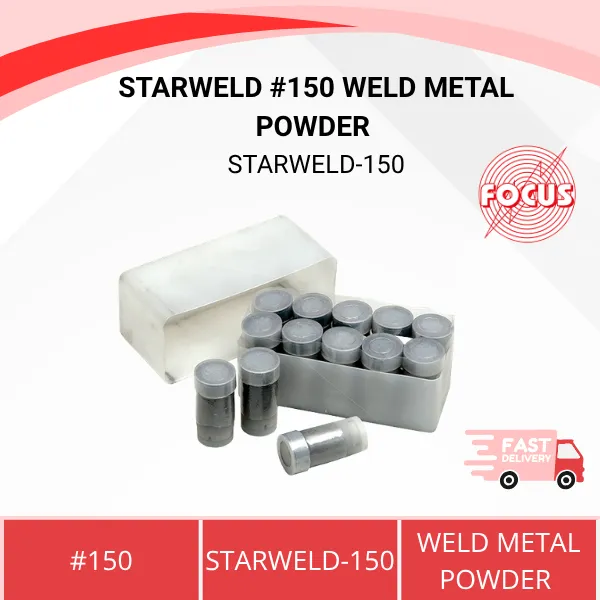 STARWELD #150 WELD METAL
POWDER
STARWELD-150
FOCUS
FAST
DELIVERY
#150
STARWELD-150
WELD METAL
POWDER